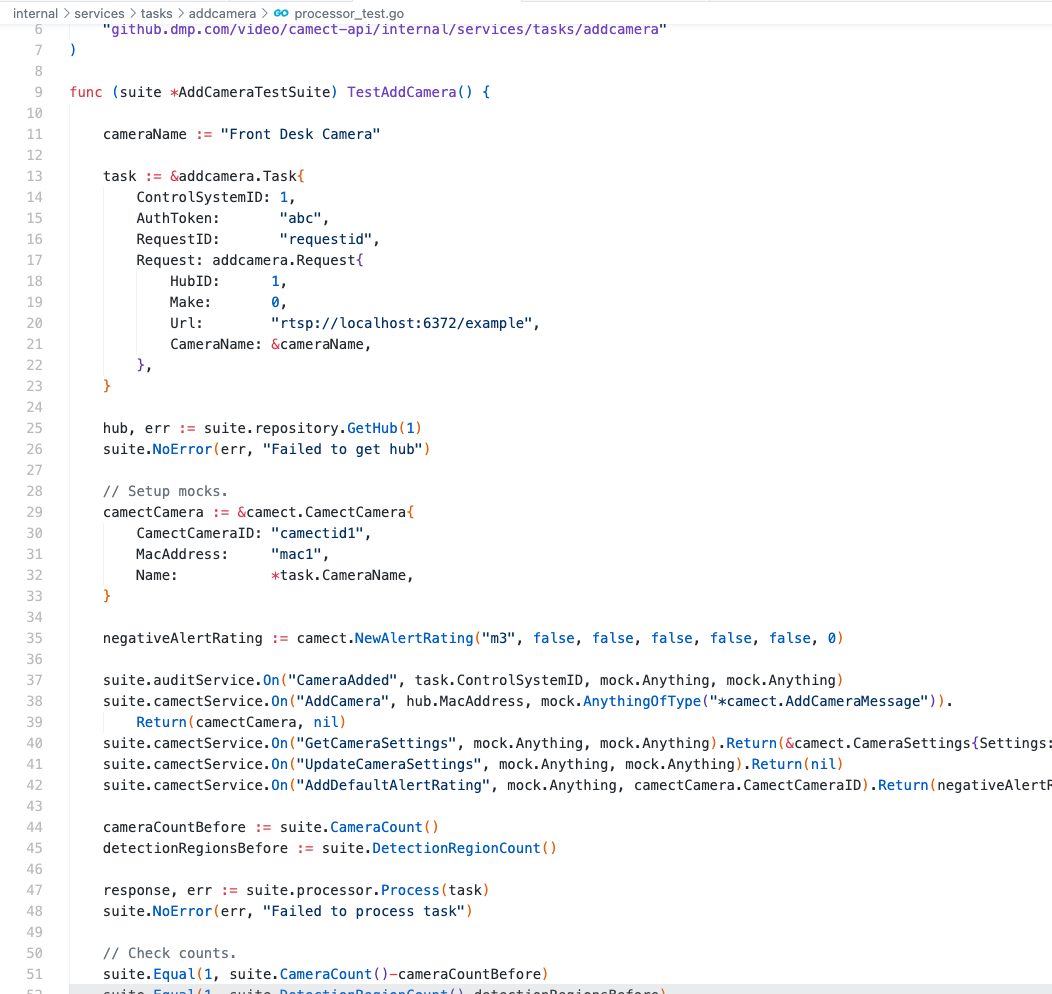 internal > services > tasks > addcamera > GO processor_test.go
6 "github.dmp.com/video/camect-api/internal/services/tasks/addcamera"
7 )
8
9 func (suite *AddCameraTestSuite) TestAddCamera() {
10
11 cameraName := "Front Desk Camera"
12
13 task := &addcamera.Task{
14 ControlSystemID: 1,
15 AuthToken: "abc",
16 RequestID: "requestid",
17 Request: addcamera.Request{
18 HubID: 1,
19 Make: 0,
20 Url: "rtsp://localhost:6372/example",
21 CameraName: &cameraName,
22 },
23 }
24
25 hub, err := suite.repository.GetHub(1)
26 suite.NoError(err, "Failed to get hub")
27
28 // Setup mocks.
29 camectCamera := &camect.CamectCamera{
30 CamectCameraID: "camectid1",
31 MacAddress: "mac1",
32 Name: *task.CameraName,
33 }
34
35 negativeAlertRating := camect.NewAlertRating("m3", false, false, false, false, false, 0)
36
37 suite.auditService.On("CameraAdded", task.ControlSystemID, mock.Anything, mock.Anything)
38 suite.camectService.On("AddCamera", hub.MacAddress, mock.AnythingOfType("*camect.AddCameraMessage")).
39 Return(camectCamera, nil)
40 suite.camectService.On("GetCameraSettings", mock.Anything, mock.Anything).Return(&camect.CameraSettings{Settings:
41 suite.camectService.On("UpdateCameraSettings", mock.Anything, mock.Anything).Return(nil)
42 suite.camectService.On("AddDefaultAlertRating", mock.Anything, camectCamera.CamectCameraID).Return(negativeAlertR
43
44 cameraCountBefore := suite.CameraCount()
45 detectionRegionsBefore := suite.DetectionRegionCount()
46
47 response, err := suite.processor.Process(task)
48 suite.NoError(err, "Failed to process task")
49
50 // Check counts.
51 suite.Equal(1, suite.CameraCount()-cameraCountBefore)
52 suite.Equal(1, suite.DetectionRegionCount()-detectionRegionsBefore)